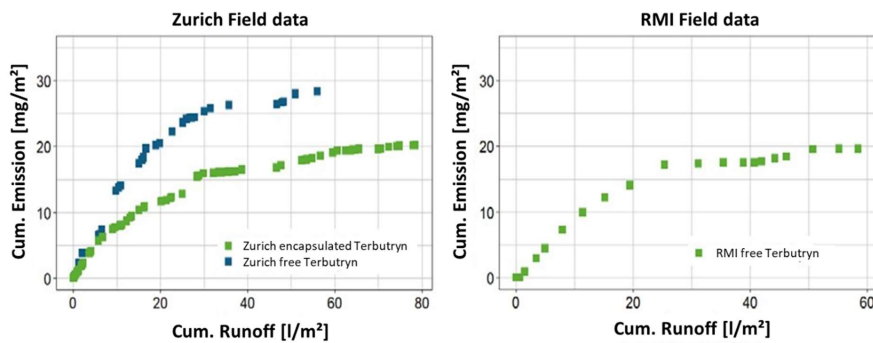 Zurich Field data
Cum. Emission [mg/m²]
30
20
10
0
Zurich encapsulated Terbutryn
Zurich free Terbutryn
0 20 40 60 80
Cum. Runoff [l/m²]
RMI Field data
Cum. Emission [mg/m²]
30
20
10
0
RMI free Terbutryn
0 20 40 60
Cum. Runoff [l/m²]